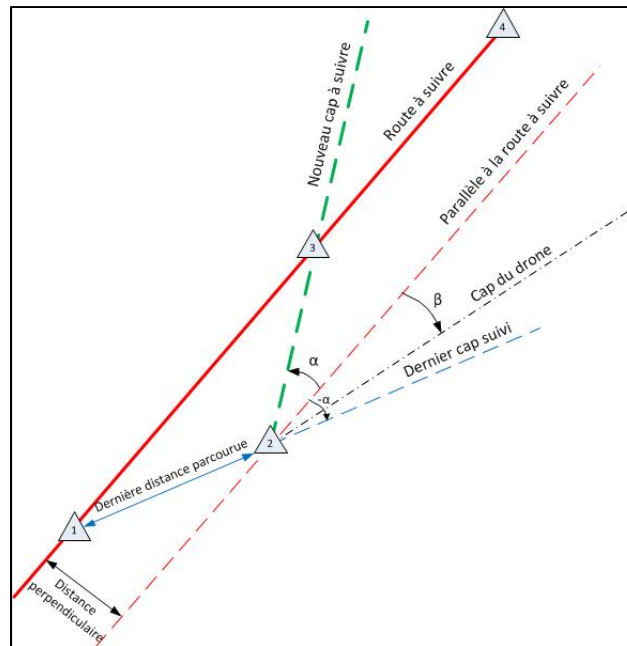 4
Nouveau cap à suivre
Route à suivre
Parallèle à la route à suivre
3
β
Cap du drone
α
-α
Dernier cap suivi
2
Dernière distance parcourue
1
Distance
perpendiculaire